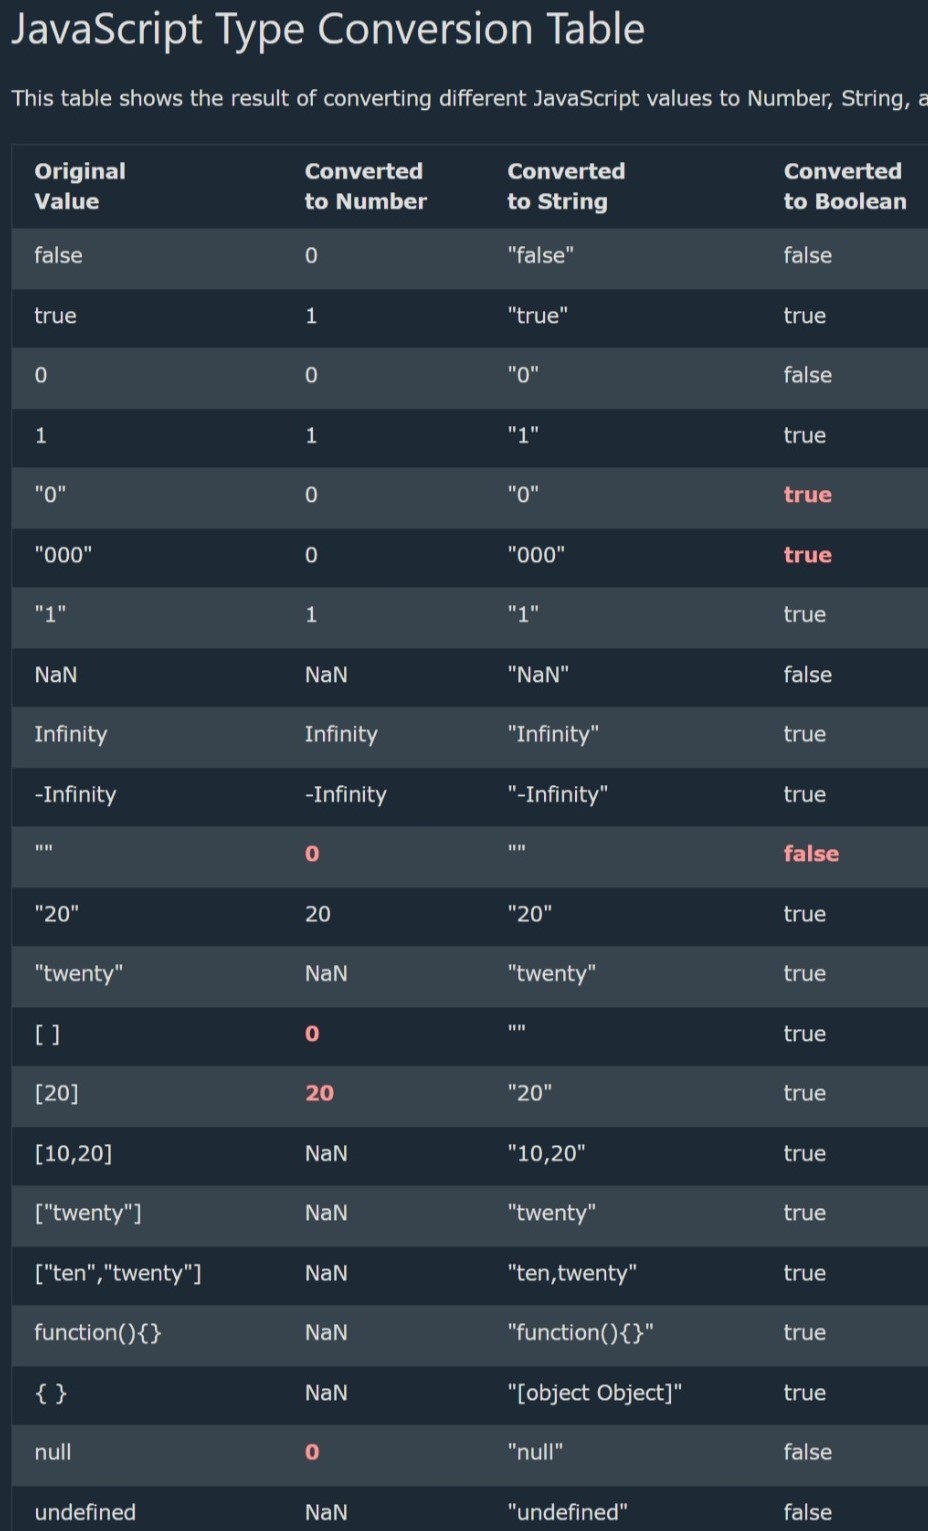 JavaScript Type Conversion Table
This table shows the result of converting different JavaScript values to Number, String,
Original Value Converted to Number Converted to String Converted to Boolean
false 0 "false" false
true 1 "true" true
0 0 "0" false
1 1 "1" true
"0" 0 "0" true
"000" 0 "000" true
"1" 1 "1" true
NaN NaN "NaN" false
Infinity Infinity "Infinity" true
-Infinity -Infinity "-Infinity" true
"" 0 "" false
"20" 20 "20" true
"twenty" NaN "twenty" true
[ ] 0 "" true
[20] 20 "20" true
[10,20] NaN "10,20" true
["twenty"] NaN "twenty" true
["ten","twenty"] NaN "ten,twenty" true
function(){} NaN "function(){}" true
{ } NaN "[object Object]" true
null 0 "null" false
undefined NaN "undefined" false